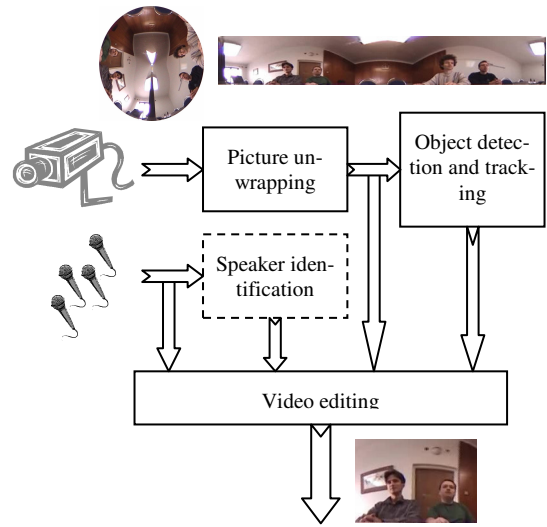 Picture un-
wrapping
Object detec-
tion and track-
ing
Speaker iden-
tification
Video editing